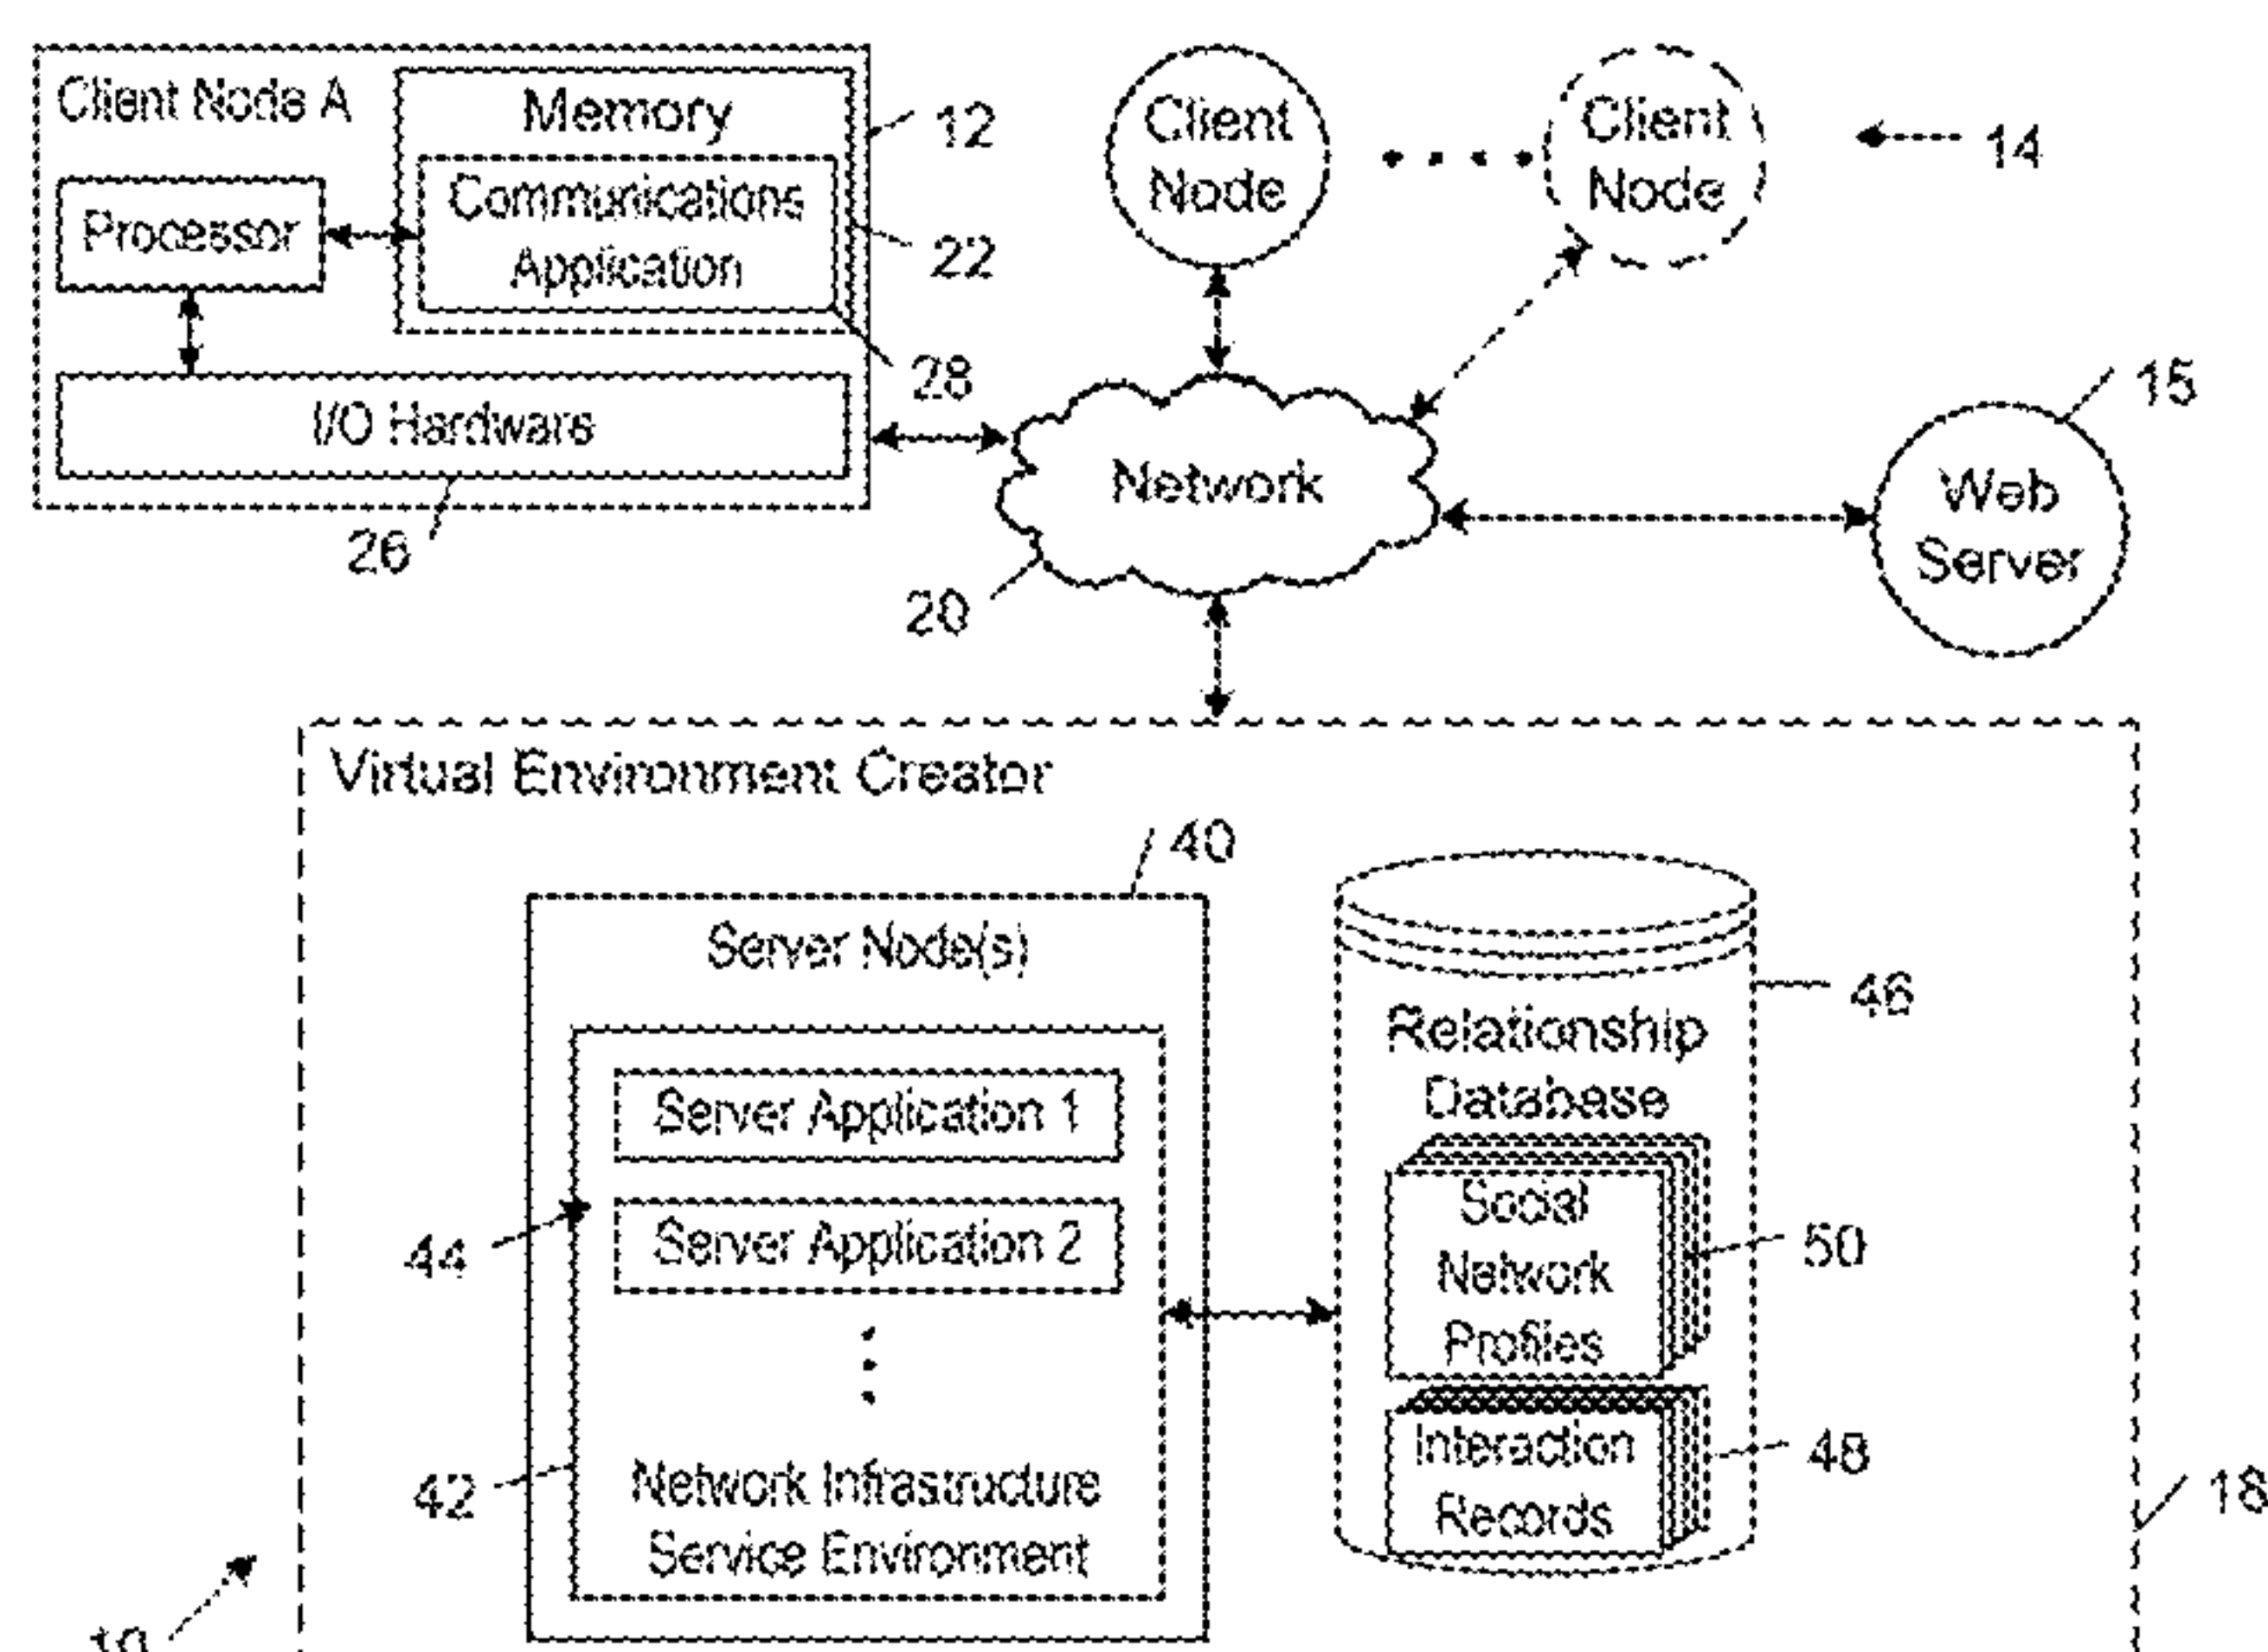 Client Node A
Memory
12
Communications
Application
Processor
22
28
I/O Hardware
26
Client
Node
Client
Node
14
15
Network
Web
Server
20
Virtual Environment Creator
40
Server Node(s)
Server Application 1
44
Server Application 2
42
Network Infrastructure
Service Environment
46
Relationship
Database
Social
Network
Profiles
50
Interaction
Records
48
18